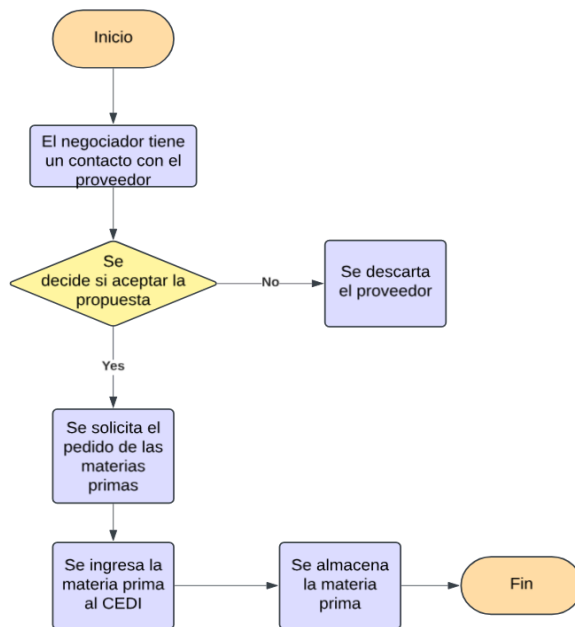 Inicio
El negociador tiene
un contacto con el
proveedor
Se
decide si aceptar la
propuesta
No
Se descarta
el proveedor
Yes
Se solicita el
pedido de las
materias
primas
Se ingresa la
materia prima
al CEDI
Se almacena
la materia
prima
Fin